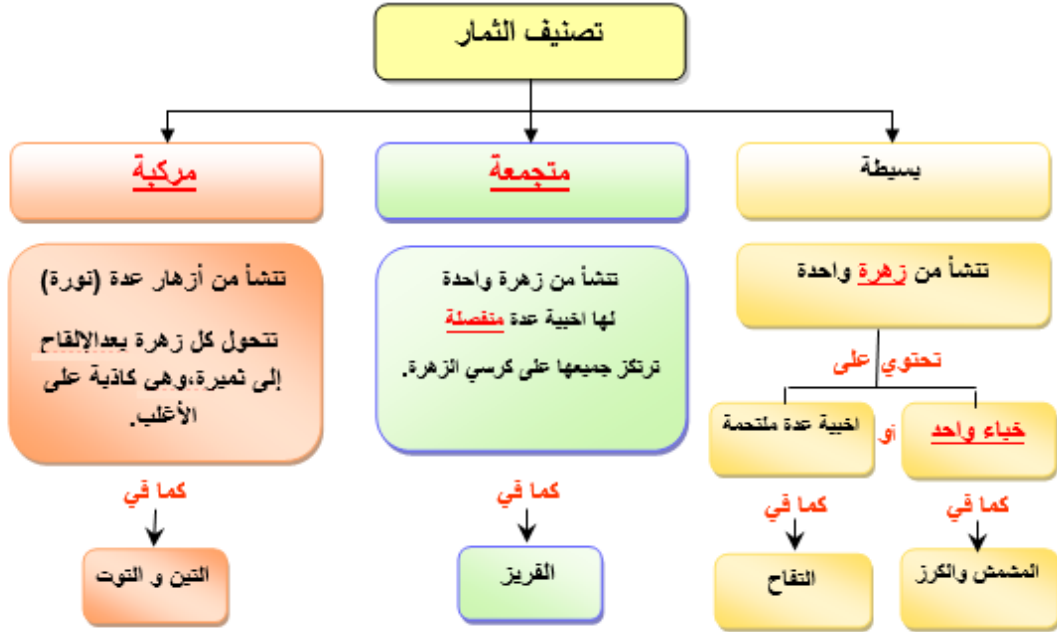 تصنيف الثمار
بسيطة
تنشأ من زهرة واحدة
تحتوي على
خباء واحد
أو
اخبية عدة ملتحمة
كما في
المشمش والكرز
كما في
التفاح
متجمعة
تنشأ من زهرة واحدة
لها اخبية عدة منفصلة
ترتكز جميعها على كرسي الزهرة.
كما في
الفريز
مركبة
تنشأ من أزهار عدة (نورة)
تتحول كل زهرة بعدالإلقاح
إلى ثميرة،وهي كاذبة على
الأغلب.
كما في
التين و التوت